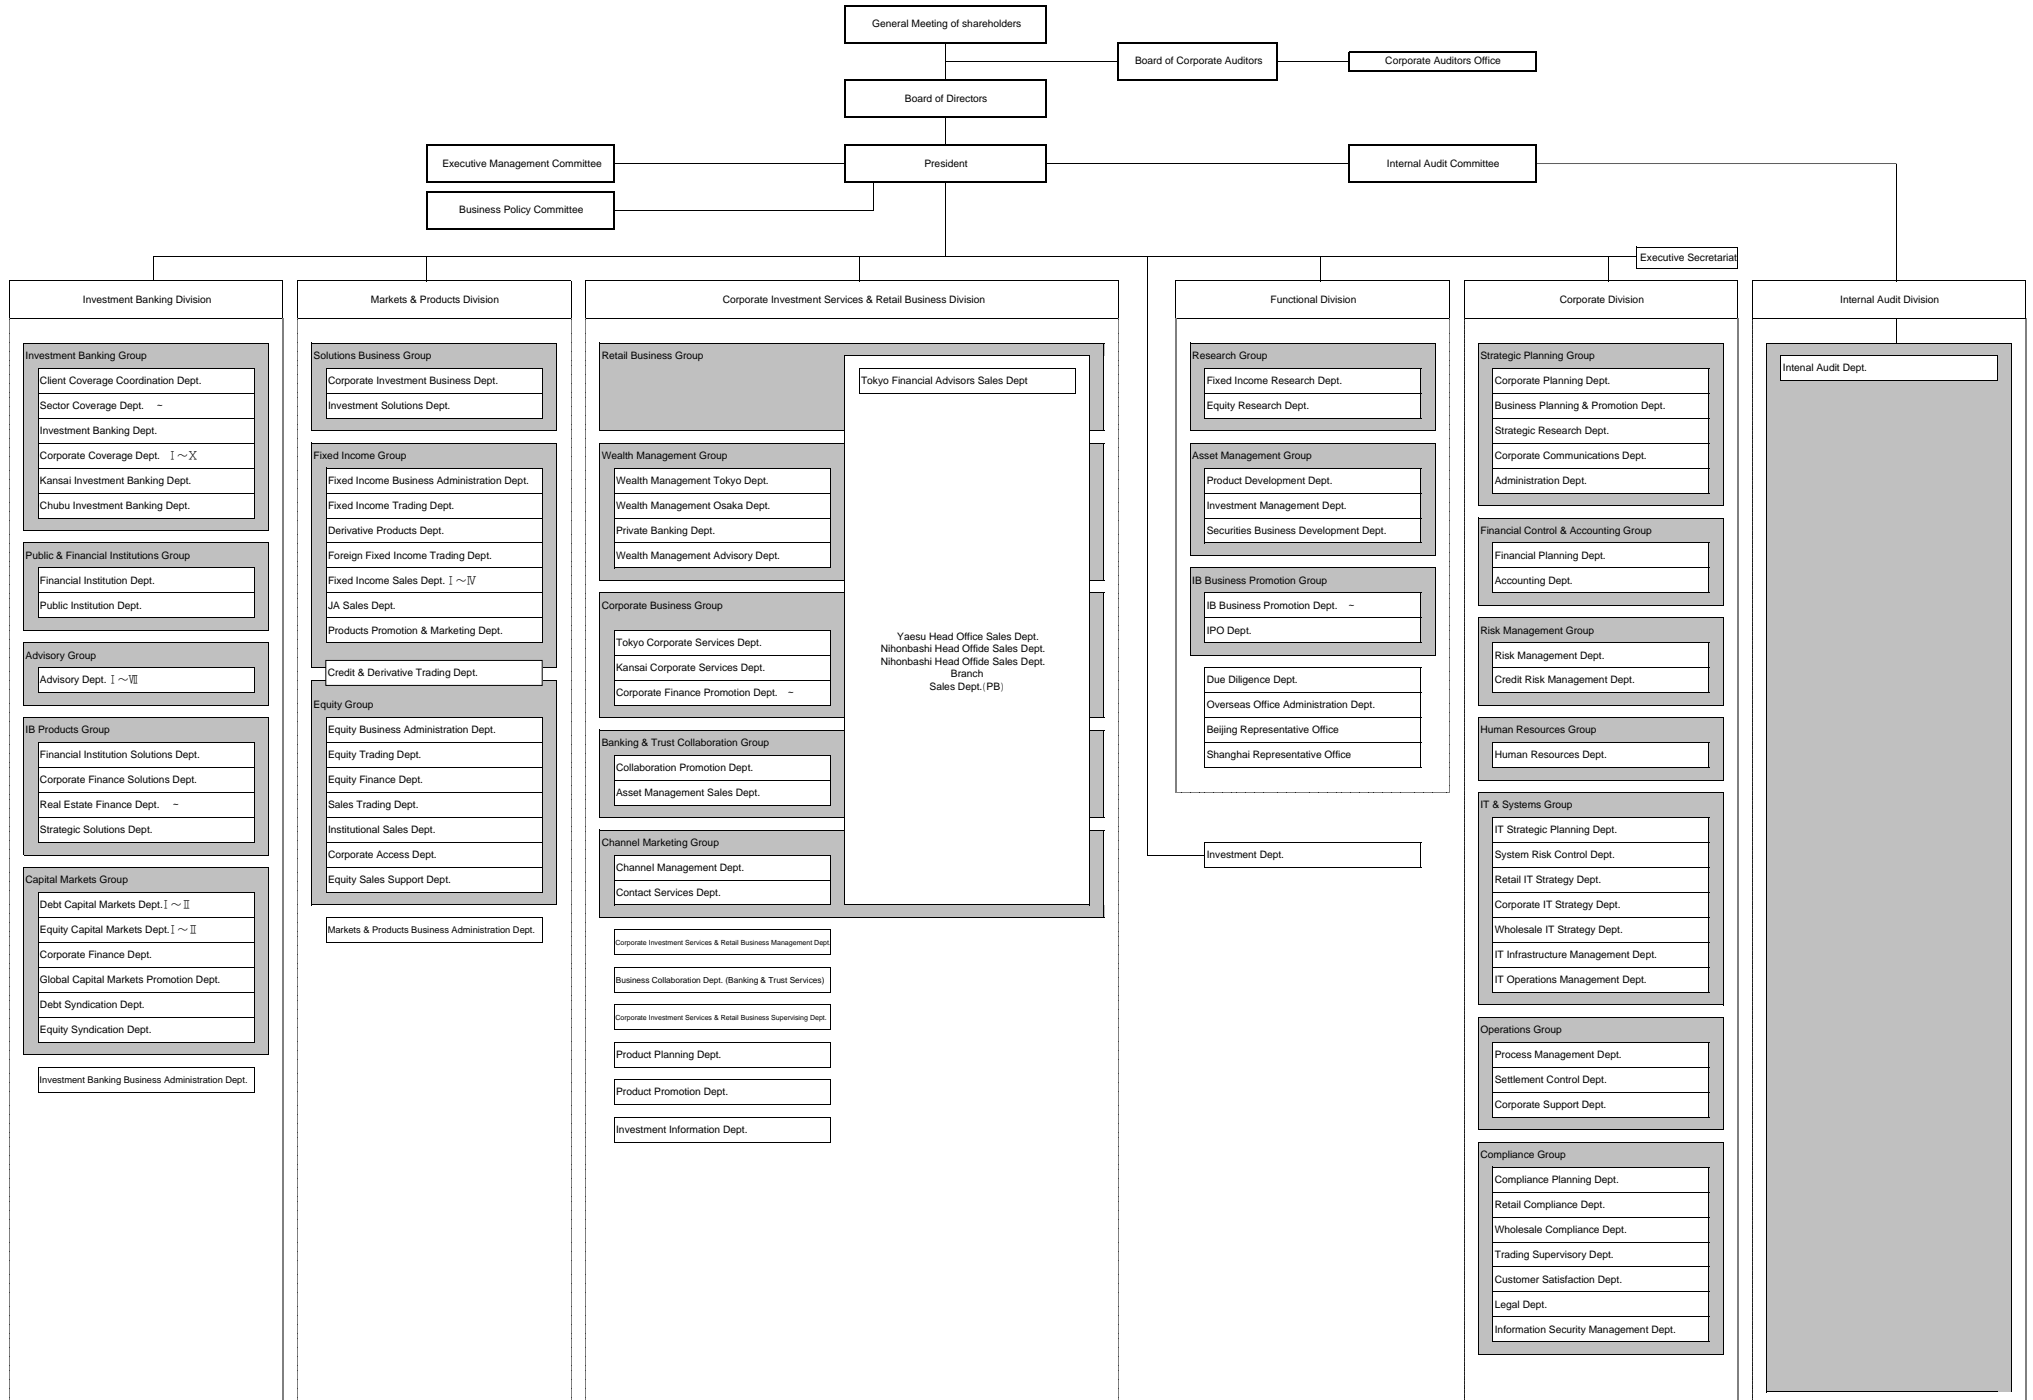 General Meeting of shareholders
Board of Corporate Auditors
Corporate Auditors Office
Board of Directors
Executive Management Committee
President
Internal Audit Committee
Business Policy Committee
Executive Secretariat
Investment Banking Division
Markets & Products Division
Corporate Investment Services & Retail Business Division
Functional Division
Corporate Division
Internal Audit Division
Investment Banking Group
Client Coverage Coordination Dept.
Sector Coverage Dept. ~
Investment Banking Dept.
Corporate Coverage Dept. Ⅰ～Ⅹ
Kansai Investment Banking Dept.
Chubu Investment Banking Dept.
Public & Financial Institutions Group
Financial Institution Dept.
Public Institution Dept.
Advisory Group
Advisory Dept. Ⅰ～Ⅶ
IB Products Group
Financial Institution Solutions Dept.
Corporate Finance Solutions Dept.
Real Estate Finance Dept. ~
Strategic Solutions Dept.
Capital Markets Group
Debt Capital Markets Dept.Ⅰ～Ⅱ
Equity Capital Markets Dept.Ⅰ～Ⅱ
Corporate Finance Dept.
Global Capital Markets Promotion Dept.
Debt Syndication Dept.
Equity Syndication Dept.
Investment Banking Business Administration Dept.
Solutions Business Group
Corporate Investment Business Dept.
Investment Solutions Dept.
Fixed Income Group
Fixed Income Business Administration Dept.
Fixed Income Trading Dept.
Derivative Products Dept.
Foreign Fixed Income Trading Dept.
Fixed Income Sales Dept. Ⅰ～Ⅳ
JA Sales Dept.
Products Promotion & Marketing Dept.
Credit & Derivative Trading Dept.
Equity Group
Equity Business Administration Dept.
Equity Trading Dept.
Equity Finance Dept.
Sales Trading Dept.
Institutional Sales Dept.
Corporate Access Dept.
Equity Sales Support Dept.
Markets & Products Business Administration Dept.
Retail Business Group
Wealth Management Group
Wealth Management Tokyo Dept.
Wealth Management Osaka Dept.
Private Banking Dept.
Wealth Management Advisory Dept.
Corporate Business Group
Tokyo Corporate Services Dept.
Kansai Corporate Services Dept.
Corporate Finance Promotion Dept. ~
Banking & Trust Collaboration Group
Collaboration Promotion Dept.
Asset Management Sales Dept.
Channel Marketing Group
Channel Management Dept.
Contact Services Dept.
Corporate Investment Services & Retail Business Management Dept.
Business Collaboration Dept. (Banking & Trust Services)
Corporate Investment Services & Retail Business Supervising Dept.
Product Planning Dept.
Product Promotion Dept.
Investment Information Dept.
Tokyo Financial Advisors Sales Dept
Yaesu Head Office Sales Dept.
Nihonbashi Head Offide Sales Dept.
Nihonbashi Head Offide Sales Dept.
Branch
Sales Dept.(PB)
Research Group
Fixed Income Research Dept.
Equity Research Dept.
Asset Management Group
Product Development Dept.
Investment Management Dept.
Securities Business Development Dept.
IB Business Promotion Group
IB Business Promotion Dept. ~
IPO Dept.
Due Diligence Dept.
Overseas Office Administration Dept.
Beijing Representative Office
Shanghai Representative Office
Investment Dept.
Strategic Planning Group
Corporate Planning Dept.
Business Planning & Promotion Dept.
Strategic Research Dept.
Corporate Communications Dept.
Administration Dept.
Financial Control & Accounting Group
Financial Planning Dept.
Accounting Dept.
Risk Management Group
Risk Management Dept.
Credit Risk Management Dept.
Human Resources Group
Human Resources Dept.
IT & Systems Group
IT Strategic Planning Dept.
System Risk Control Dept.
Retail IT Strategy Dept.
Corporate IT Strategy Dept.
Wholesale IT Strategy Dept.
IT Infrastructure Management Dept.
IT Operations Management Dept.
Operations Group
Process Management Dept.
Settlement Control Dept.
Corporate Support Dept.
Compliance Group
Compliance Planning Dept.
Retail Compliance Dept.
Wholesale Compliance Dept.
Trading Supervisory Dept.
Customer Satisfaction Dept.
Legal Dept.
Information Security Management Dept.
Intenal Audit Dept.